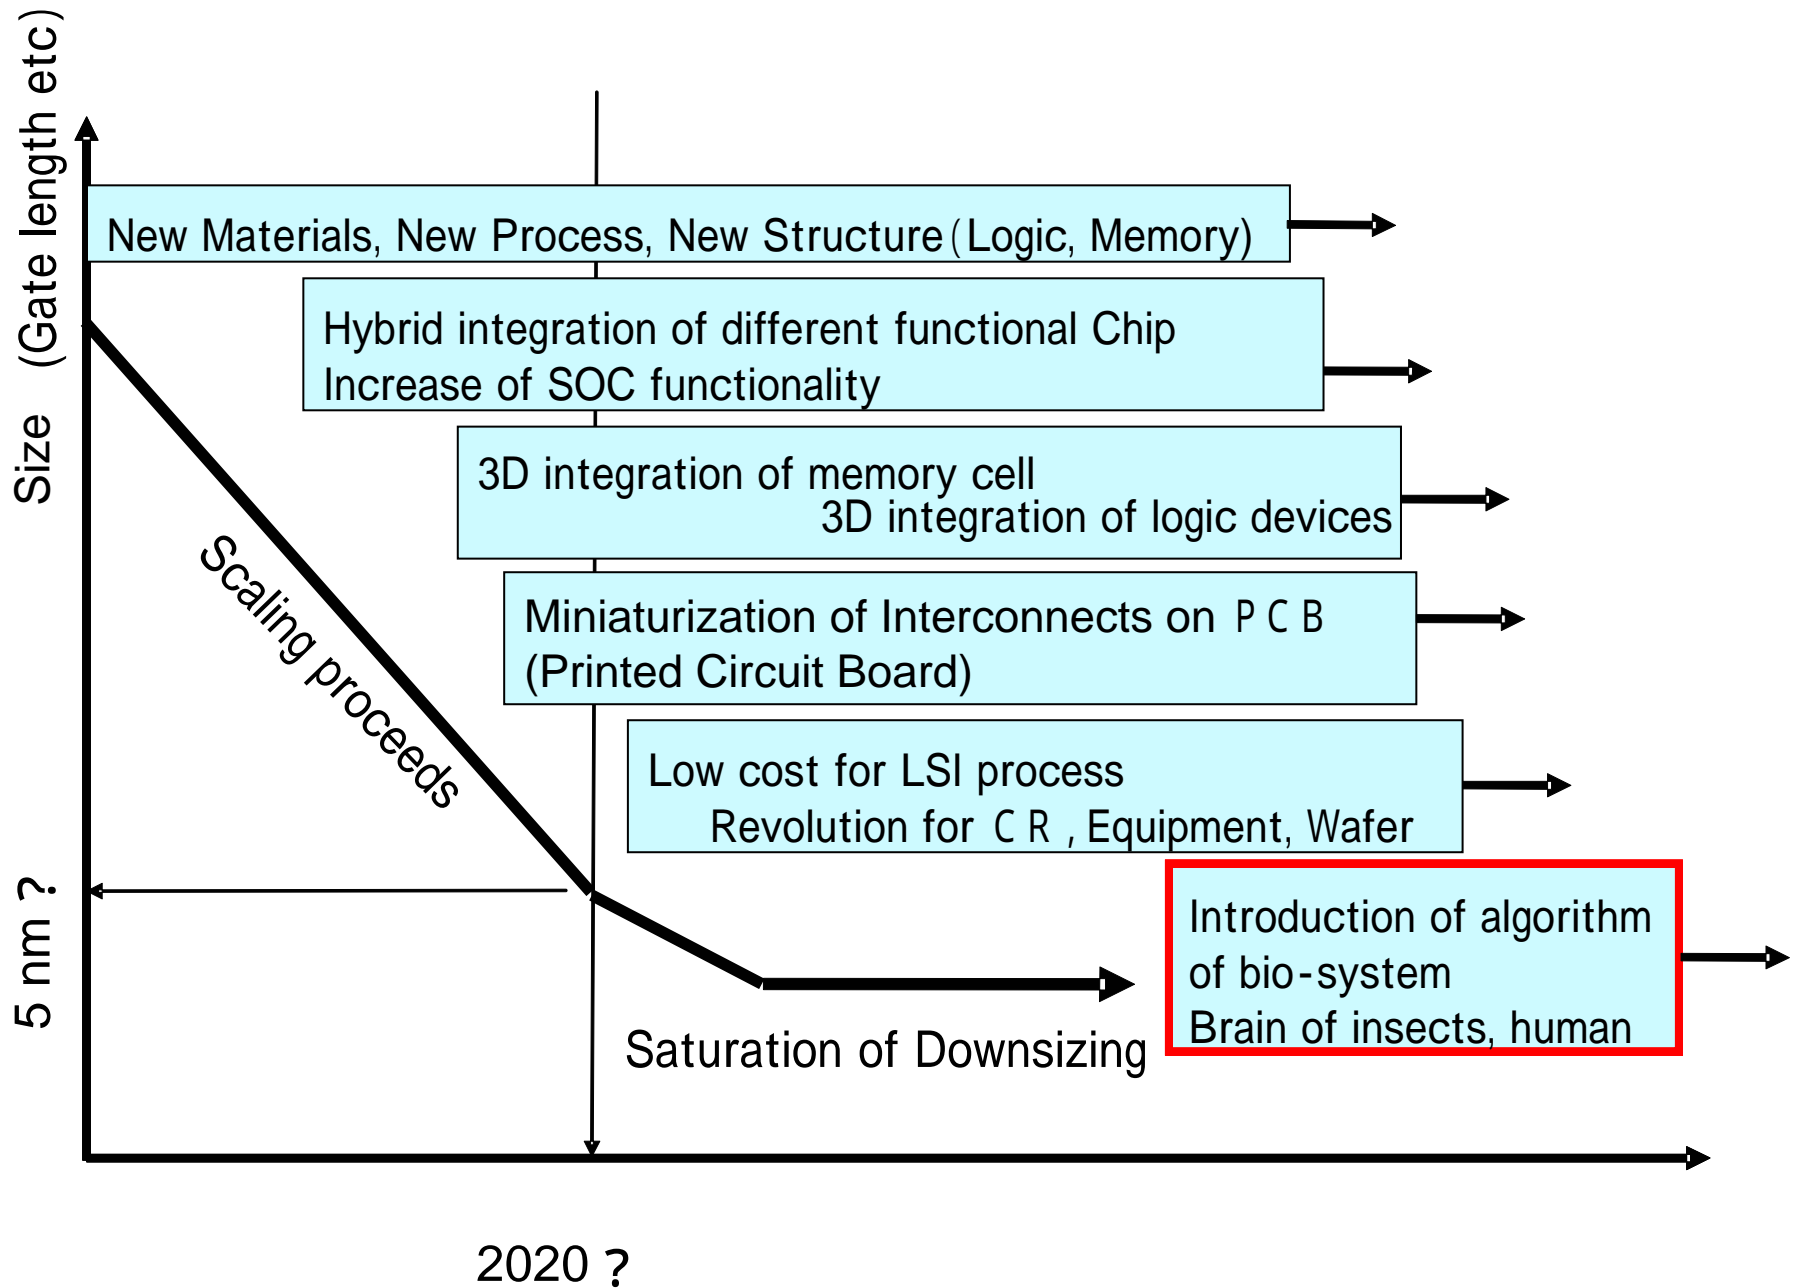 Size (Gate length etc)
New Materials, New Process, New Structure(Logic, Memory)
Hybrid integration of different functional Chip
Increase of SOC functionality
3D integration of memory cell
3D integration of logic devices
Scaling proceeds
Miniaturization of Interconnects on PCB
(Printed Circuit Board)
Low cost for LSI process
Revolution for CR, Equipment, Wafer
5 nm ?
Introduction of algorithm
of bio-system
Brain of insects, human
Saturation of Downsizing
2020 ?